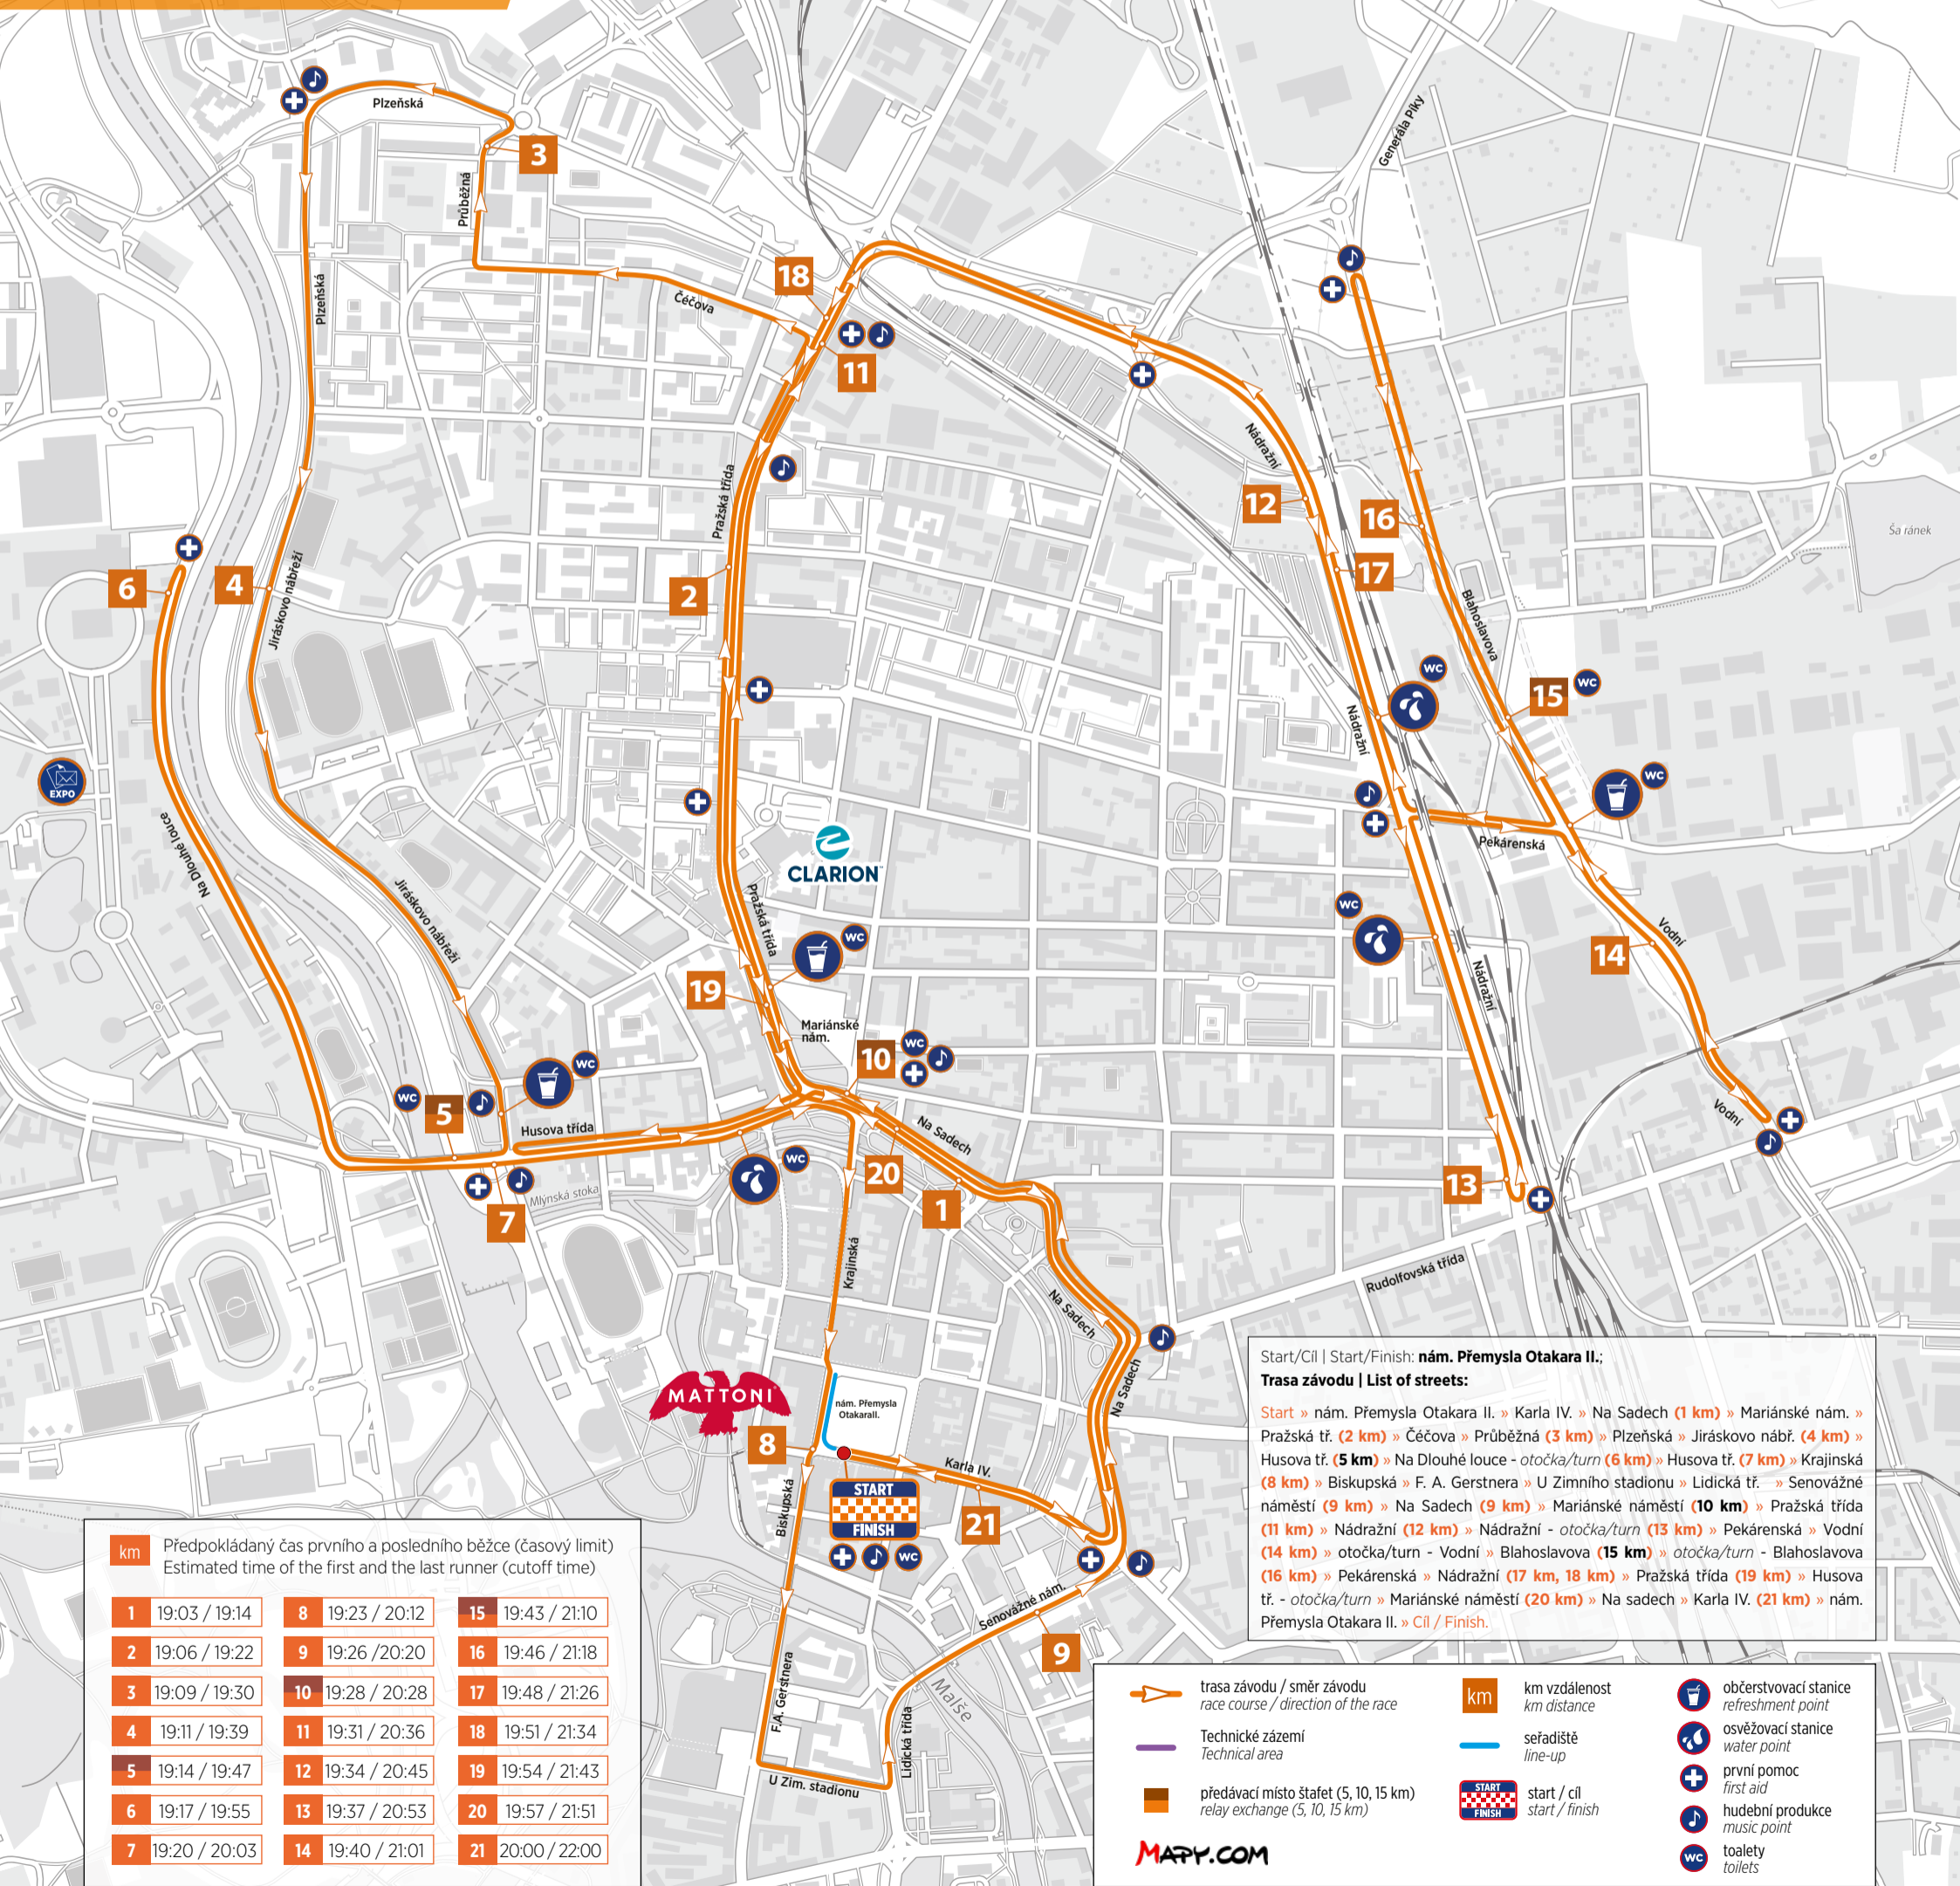 Plzeňská
3
Průběžná
Plzeňská
Čéčova
18
11
Generála Píky
Nádražní
12
16
17
Ša ránek
6
4
Jiráskovo nábřeží
Pražská třída
2
Blahoslavova
WC
15
WC
Nádražní
EXPO
WC
Na Dlouhé louce
Pekárenská
CLARION
Jiráskovo nábřeží
Pražská třída
WC
WC
Vodní
14
Nádražní
19
Mariánské
nám.
10
WC
WC
WC
5
Husova třída
Na Sadech
Vodní
WC
20
1
13
Mlýnská stoka
7
Krajinská
Rudolfovská třída
Na Sadech
Na Sadech
MATTONI
nám. Přemysla
OtakaraII.
8
Karla IV.
START
FINISH
21
Biskupská
WC
Senovážné nám.
9
F.A. Gerstnera
Malše
Lidická třída
U Zim. stadionu
Start/Cíl | Start/Finish: nám. Přemysla Otakara II.;
Trasa závodu | List of streets:
Start » nám. Přemysla Otakara II. » Karla IV. » Na Sadech (1 km) » Mariánské nám. »
Pražská tř. (2 km) » Čéčova » Průběžná (3 km) » Plzeňská » Jiráskovo nábř. (4 km) »
Husova tř. (5 km) » Na Dlouhé louce - otočka/turn (6 km) » Husova tř. (7 km) » Krajinská
(8 km) » Biskupská » F. A. Gerstnera » U Zimního stadionu » Lidická tř. » Senovážné
náměstí (9 km) » Na Sadech (9 km) » Mariánské náměstí (10 km) » Pražská třída
(11 km) » Nádražní (12 km) » Nádražní - otočka/turn (13 km) » Pekárenská » Vodní
(14 km) » otočka/turn - Vodní » Blahoslavova (15 km) » otočka/turn - Blahoslavova
(16 km) » Pekárenská » Nádražní (17 km, 18 km) » Pražská třída (19 km) » Husova
tř. - otočka/turn » Mariánské náměstí (20 km) » Na sadech » Karla IV. (21 km) » nám.
Přemysla Otakara II. » Cíl / Finish.
km
Předpokládaný čas prvního a posledního běžce (časový limit)
Estimated time of the first and the last runner (cutoff time)
1 19:03 / 19:14
2 19:06 / 19:22
3 19:09 / 19:30
4 19:11 / 19:39
5 19:14 / 19:47
6 19:17 / 19:55
7 19:20 / 20:03
8 19:23 / 20:12
9 19:26 /20:20
10 19:28 / 20:28
11 19:31 / 20:36
12 19:34 / 20:45
13 19:37 / 20:53
14 19:40 / 21:01
15 19:43 / 21:10
16 19:46 / 21:18
17 19:48 / 21:26
18 19:51 / 21:34
19 19:54 / 21:43
20 19:57 / 21:51
21 20:00 / 22:00
trasa závodu / směr závodu
race course / direction of the race
Technické zázemí
Technical area
předávací místo štafet (5, 10, 15 km)
relay exchange (5, 10, 15 km)
MAPY.COM
km
km vzdálenost
km distance
seřadiště
line-up
START
FINISH
start / cíl
start / finish
občerstvovací stanice
refreshment point
osvěžovací stanice
water point
první pomoc
first aid
hudební produkce
music point
WC
toalety
toilets